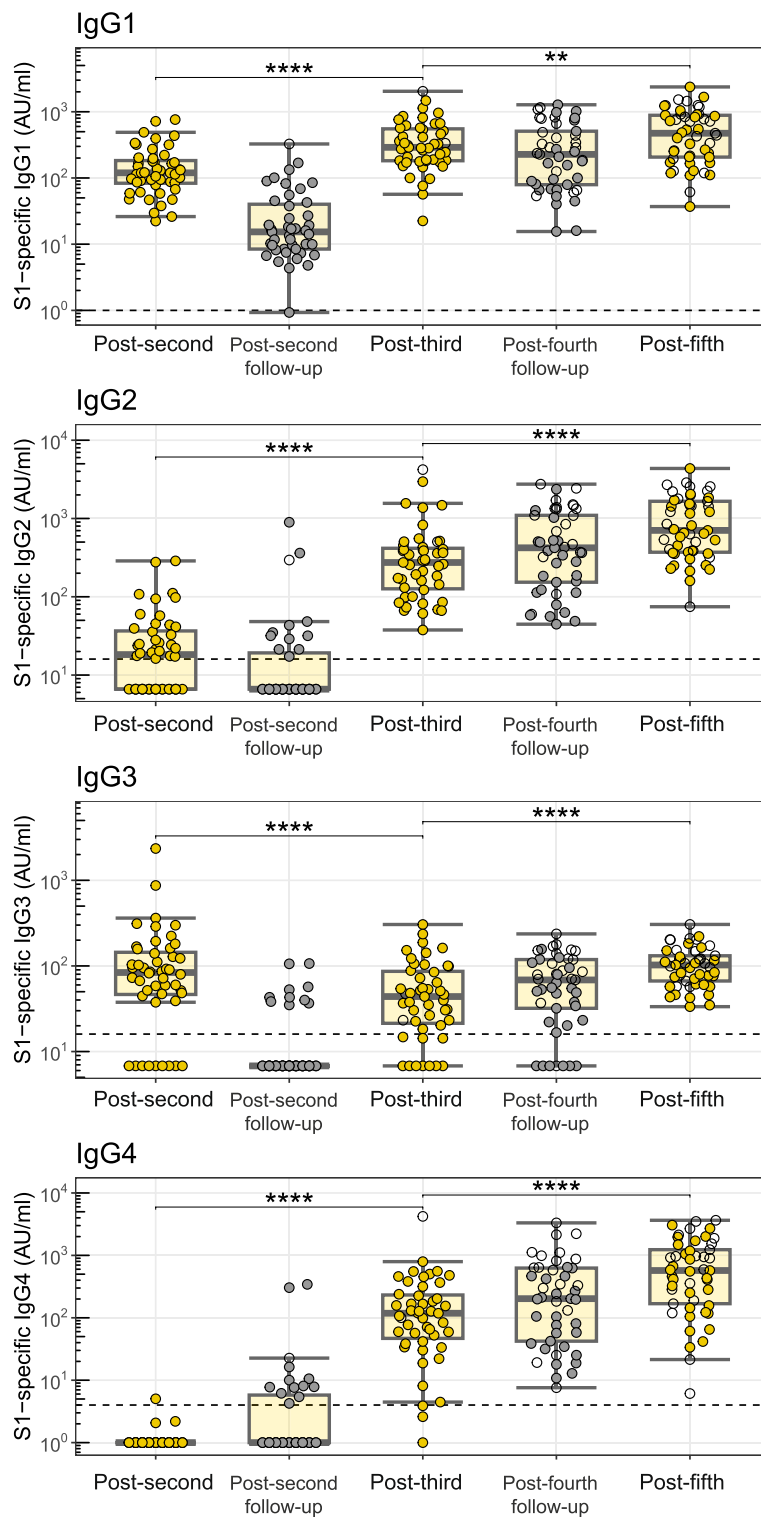 IgG1
S1−specific IgG1 (AU/ml)
10³
10²
10¹
10⁰
****
**
Post-second
Post-second
follow-up
Post-third
Post-fourth
follow-up
Post-fifth
IgG2
S1−specific IgG2 (AU/ml)
10⁴
10³
10²
10¹
****
****
Post-second
Post-second
follow-up
Post-third
Post-fourth
follow-up
Post-fifth
IgG3
S1−specific IgG3 (AU/ml)
10³
10²
10¹
****
****
Post-second
Post-second
follow-up
Post-third
Post-fourth
follow-up
Post-fifth
IgG4
S1−specific IgG4 (AU/ml)
10⁴
10³
10²
10¹
10⁰
****
****
Post-second
Post-second
follow-up
Post-third
Post-fourth
follow-up
Post-fifth